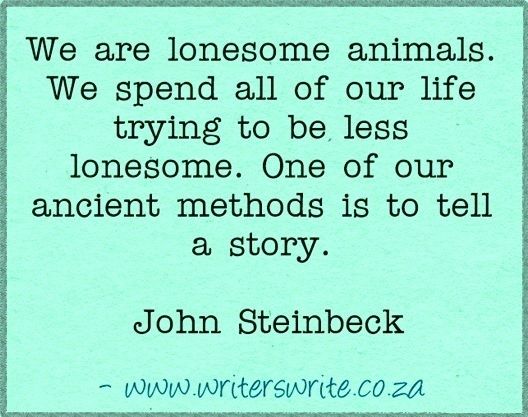 We are lonesome animals.
We spend all of our life
trying to be less
lonesome. One of our
ancient methods is to tell
a story.
John Steinbeck
- www.writerswrite.co.za